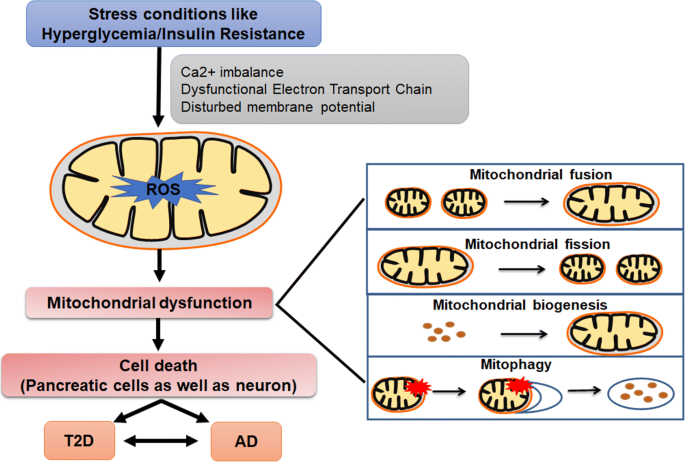 Stress conditions like
Hyperglycemia/Insulin Resistance
Ca2+ imbalance
Dysfunctional Electron Transport Chain
Disturbed membrane potential
ROS
Mitochondrial dysfunction
Cell death
(Pancreatic cells as well as neuron)
T2D
AD
Mitochondrial fusion
Mitochondrial fission
Mitochondrial biogenesis
Mitophagy